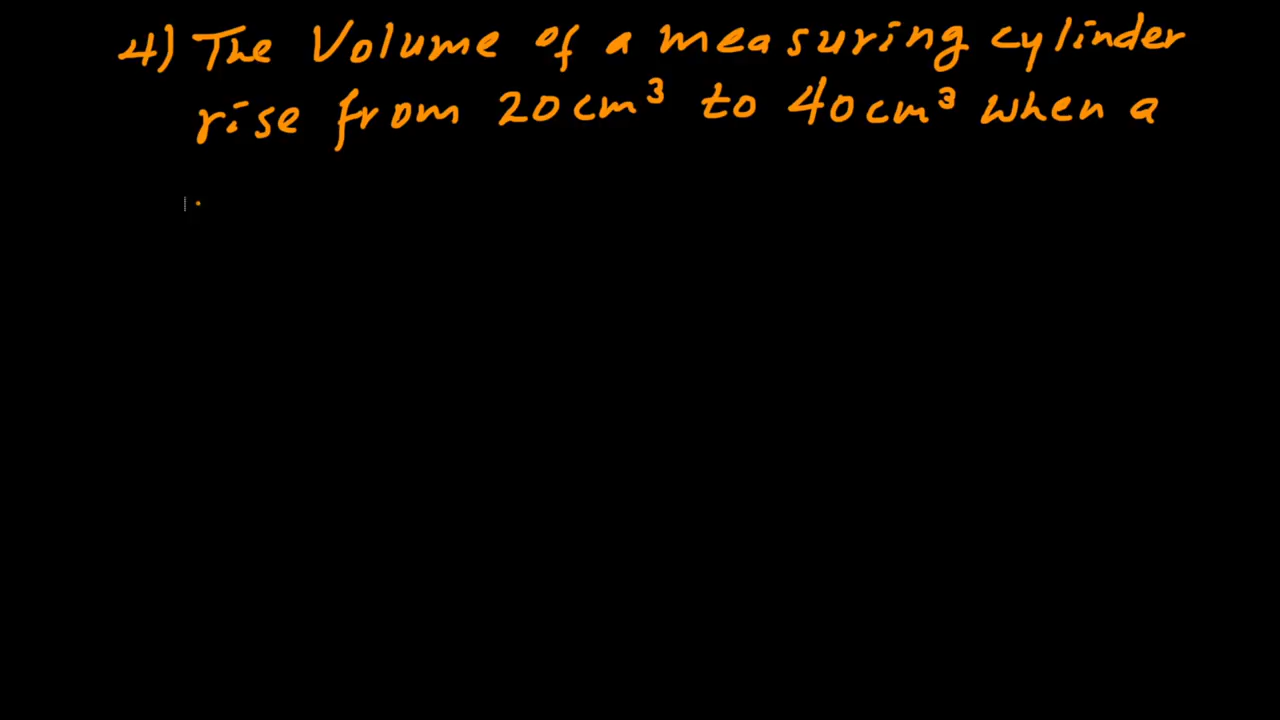 4) The Volume of a measuring cylinder
rise from 20cm³ to 40cm³ when a